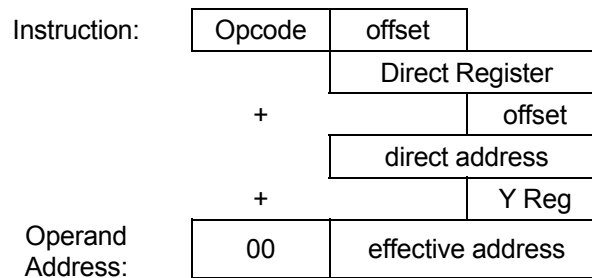 Instruction: Opcode offset
Direct Register
+ offset
direct address
+ Y Reg
Operand
Address: 00 effective address